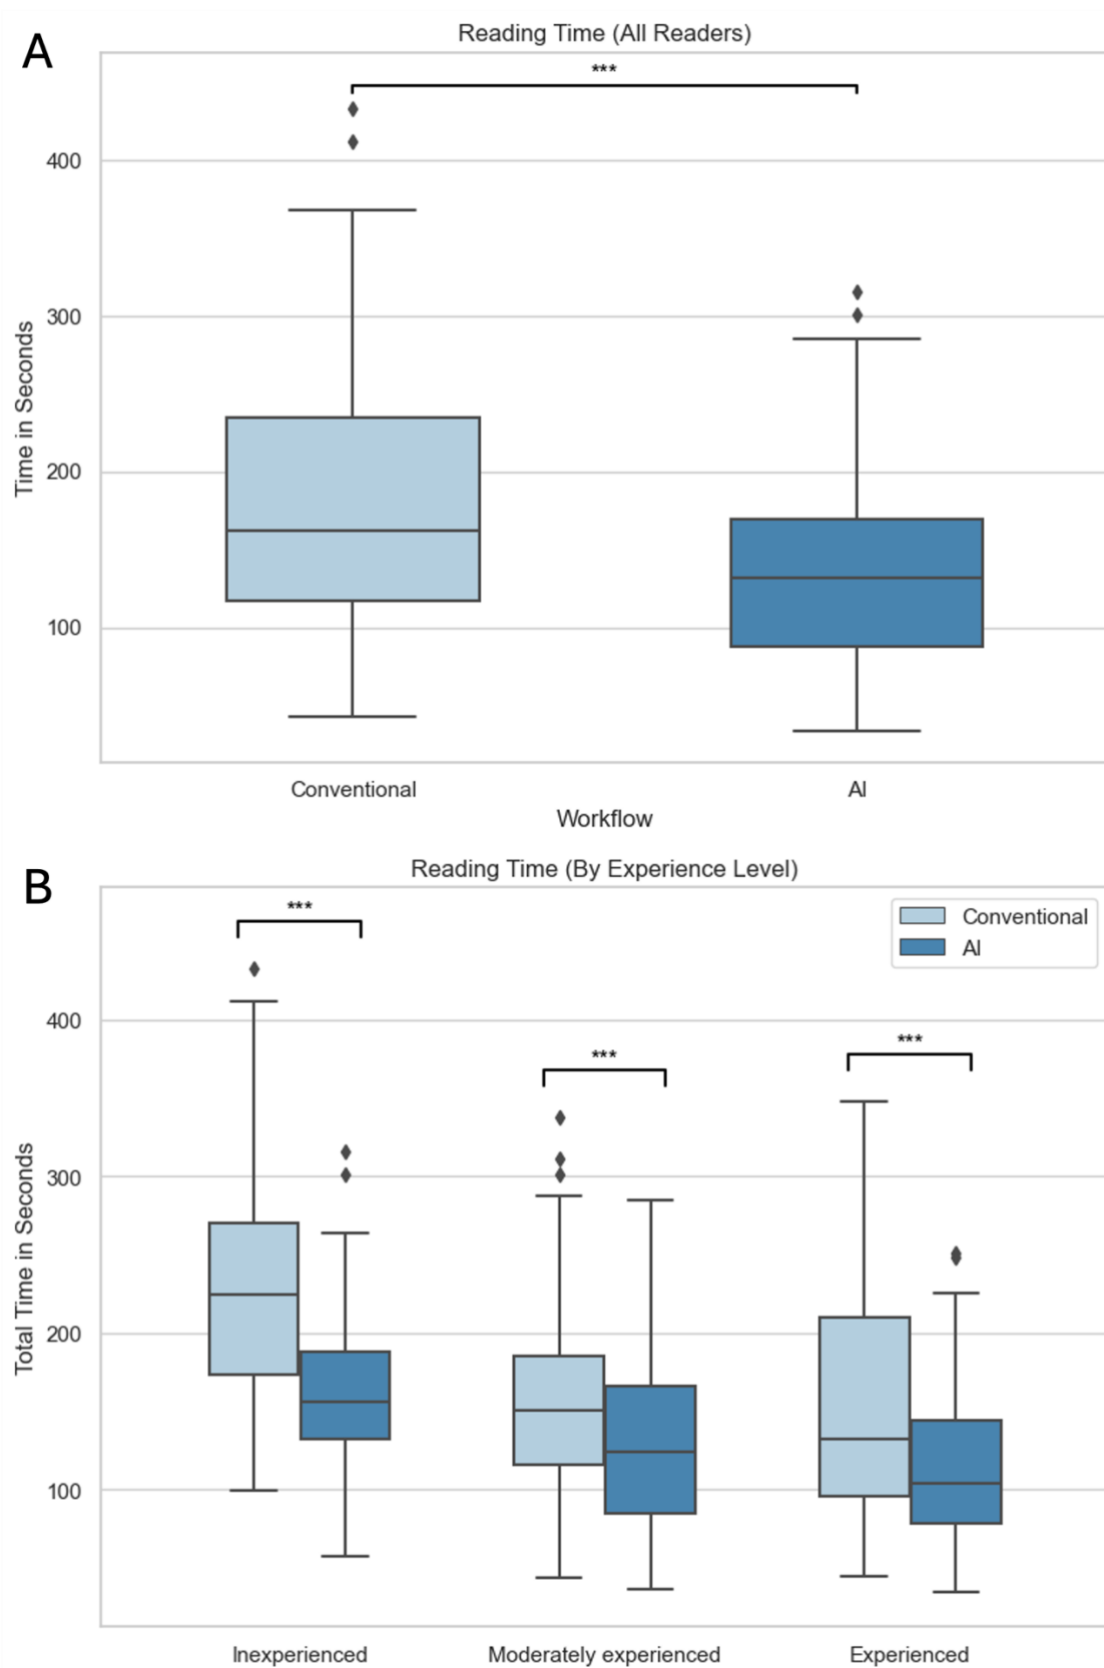 A
Reading Time (All Readers)
***
400
300
200
100
Time in Seconds
Conventional AI
Workflow
B
Reading Time (By Experience Level)
***
Conventional
AI
400
***
***
300
200
100
Total Time in Seconds
Inexperienced Moderately experienced Experienced